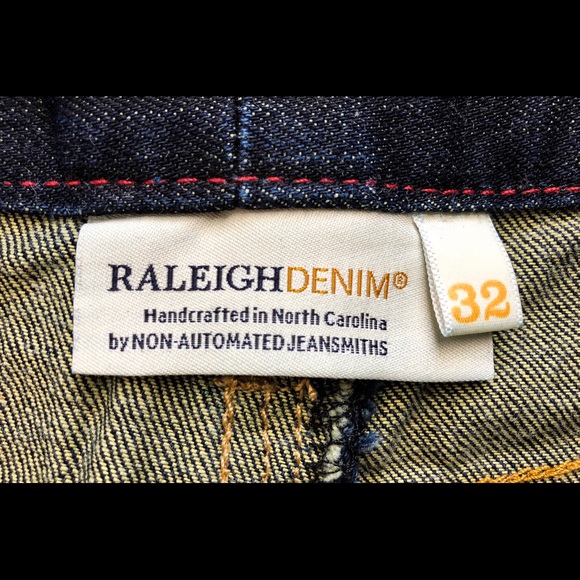 RALEIGHDENIM®
Handcrafted in North Carolina
by NON-AUTOMATED JEANSMITHS
32